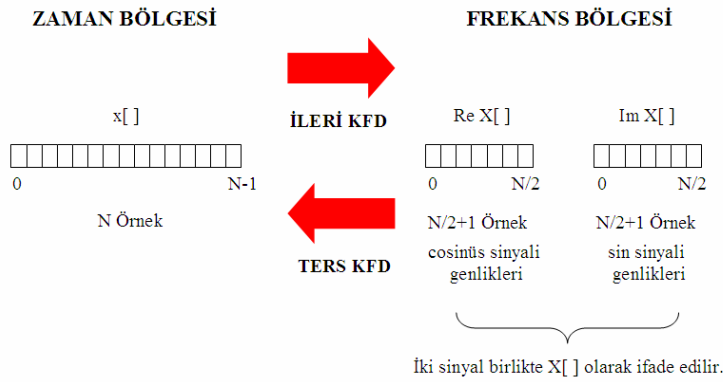 ZAMAN BÖLGESİ
FREKANS BÖLGESİ
x[ ]
İLERİ KFD
Re X[ ]
Im X[ ]
0
N-1
0
N/2
0
N/2
N Örnek
N/2+1 Örnek
N/2+1 Örnek
TERS KFD
cosinüs sinyali
genlikleri
sin sinyali
genlikleri
İki sinyal birlikte X[ ] olarak ifade edilir.